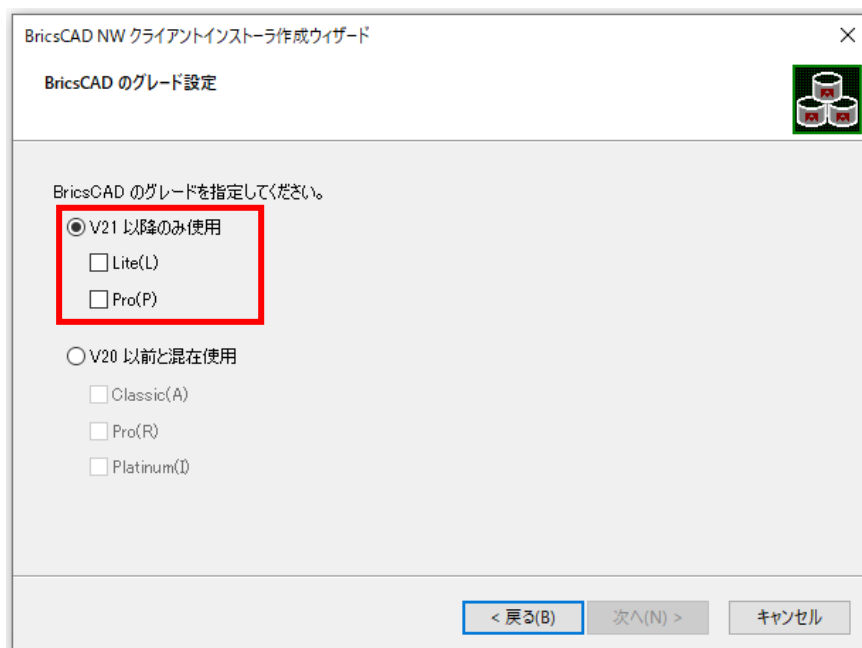 BricsCAD NW クライアントインストーラ作成ウィザード
BricsCAD のグレード設定
BricsCAD のグレードを指定してください。
V21 以降のみ使用
Lite(L)
Pro(P)
V20 以前と混在使用
Classic(A)
Pro(R)
Platinum(I)
< 戻る(B)
次へ(N) >
キャンセル